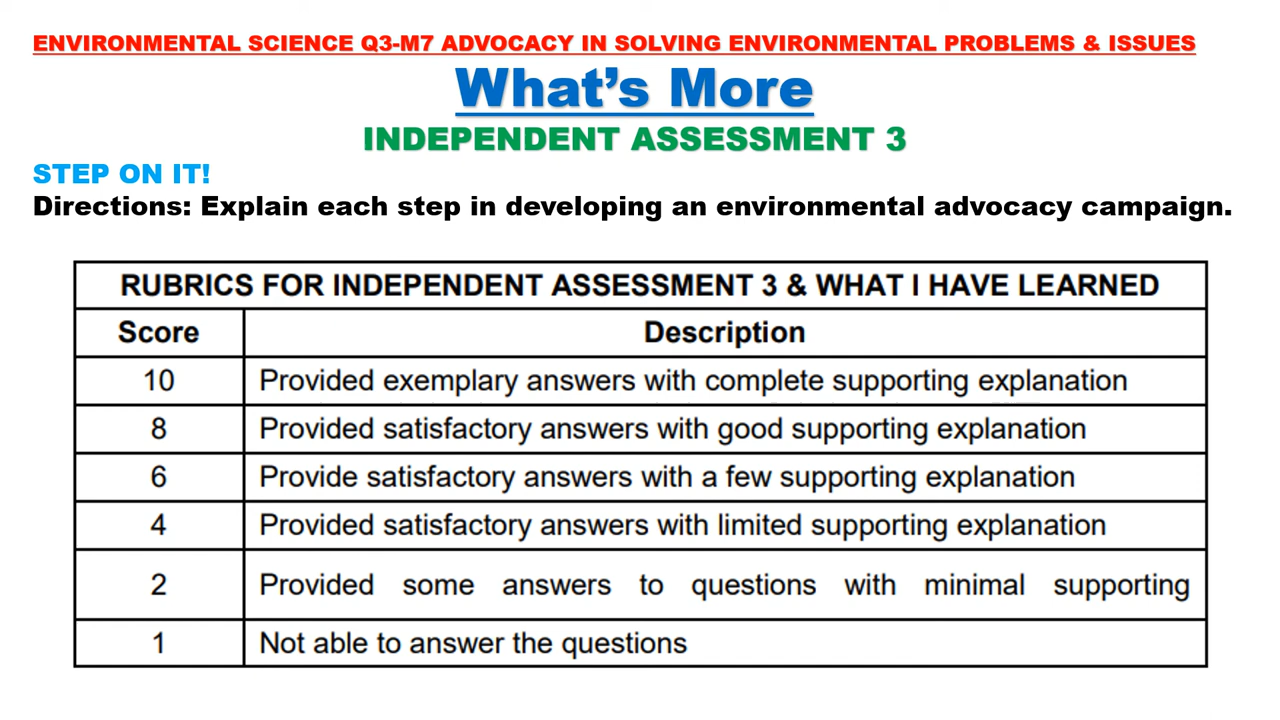 ENVIRONMENTAL SCIENCE Q3-M7 ADVOCACY IN SOLVING ENVIRONMENTAL PROBLEMS & ISSUES
What's More
INDEPENDENT ASSESSMENT 3
STEP ON IT!
Directions: Explain each step in developing an environmental advocacy campaign.
RUBRICS FOR INDEPENDENT ASSESSMENT 3 & WHAT I HAVE LEARNED
Score Description
10 Provided exemplary answers with complete supporting explanation
8 Provided satisfactory answers with good supporting explanation
6 Provide satisfactory answers with a few supporting explanation
4 Provided satisfactory answers with limited supporting explanation
2 Provided some answers to questions with minimal supporting
1 Not able to answer the questions